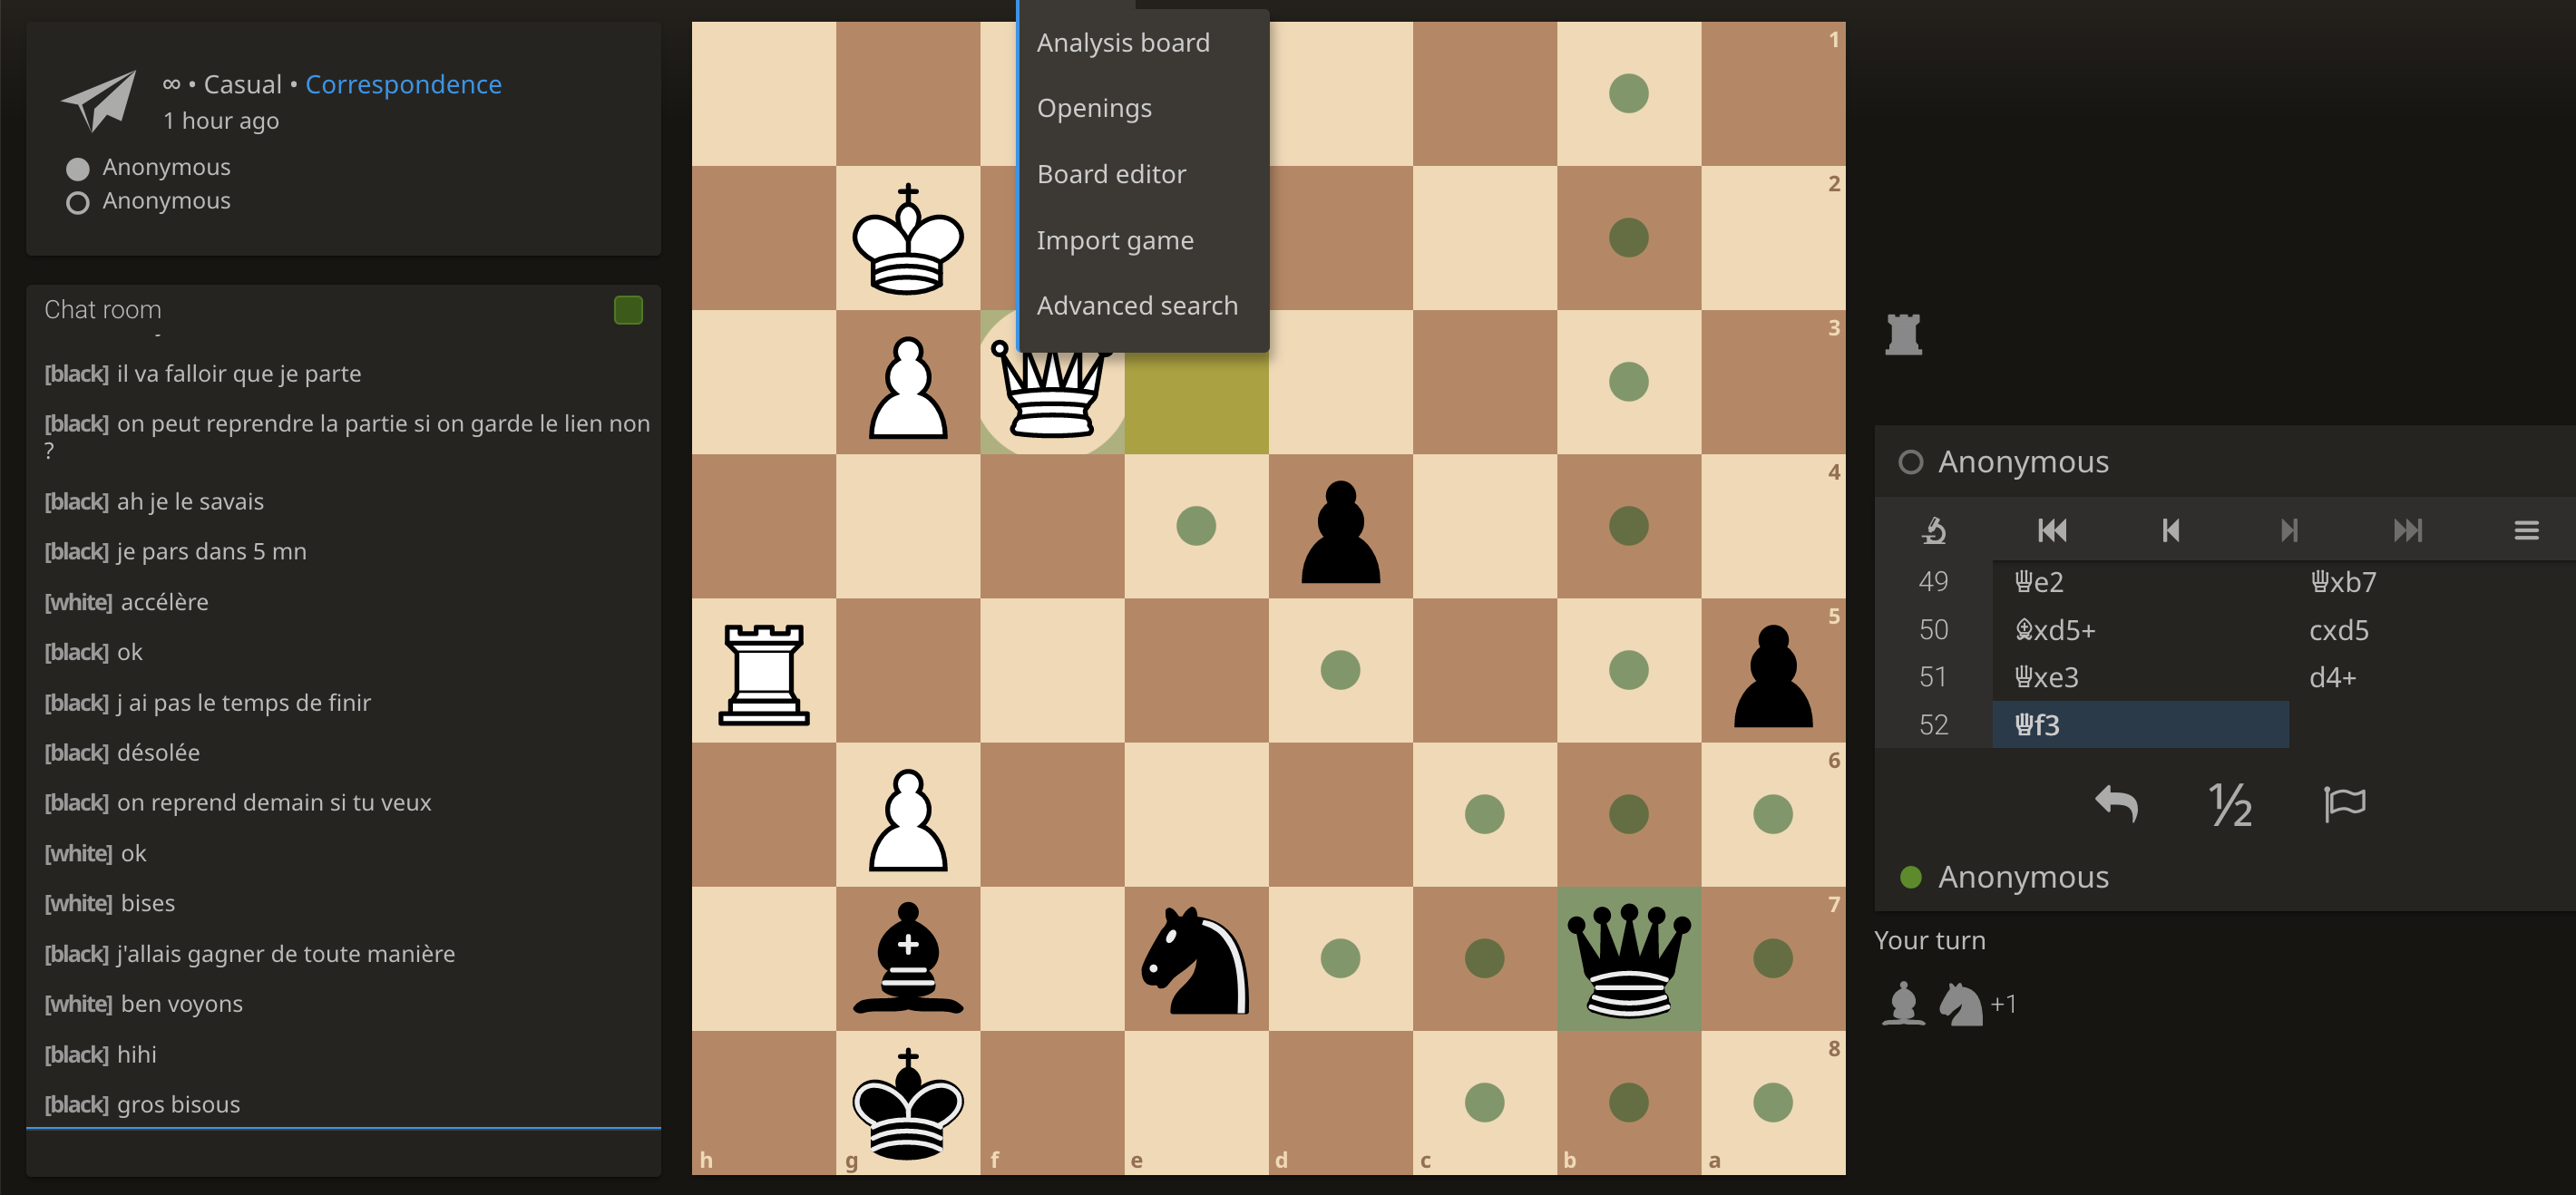 ∞ • Casual • Correspondence
1 hour ago
Anonymous
Anonymous
Chat room
[black] il va falloir que je parte
[black] on peut reprendre la partie si on garde le lien non
?
[black] ah je le savais
[black] je pars dans 5 mn
[white] accélère
[black] ok
[black] j ai pas le temps de finir
[black] désolée
[black] on reprend demain si tu veux
[white] ok
[white] bises
[black] j'allais gagner de toute manière
[white] ben voyons
[black] hihi
[black] gros bisous
Analysis board
Openings
Board editor
Import game
Advanced search
1
2
3
4
5
6
7
8
h g f e d c b a
Anonymous
49 ♕e2 ♕xb7
50 ♗xd5+ cxd5
51 ♕xe3 d4+
52 ♕f3
½
Anonymous
Your turn
+1